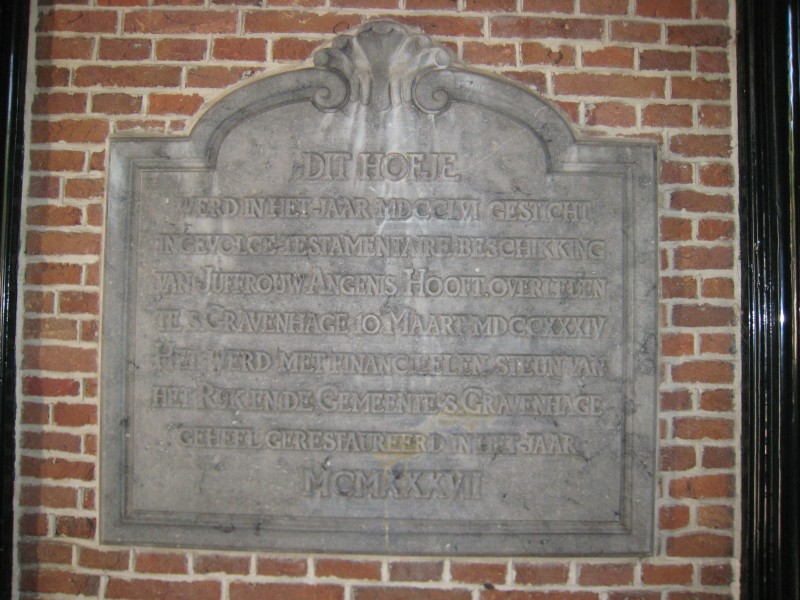 DIT HOFJE
WERD IN HET JAAR MDCCLVI GESTICHT
INGEVOLGE TESTAMENTAIRE BESCHIKKING
VAN JUFFROUW ANGENIS HOOFT, OVERLEDEN
TE 'S GRAVENHAGE 10 MAART MDCCXXXIV
HET WERD MET FINANCIEELEN STEUN VAN
HET RIJK EN DE GEMEENTE 'S GRAVENHAGE
GEHEEL GERESTAUREERD IN HET JAAR
MCMXXXVII